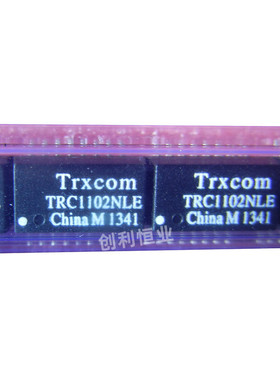 Trxcom
TRC1102NLE
China M 1341
Trxcom
TRC1102NLE
China M 1341
创利恒业